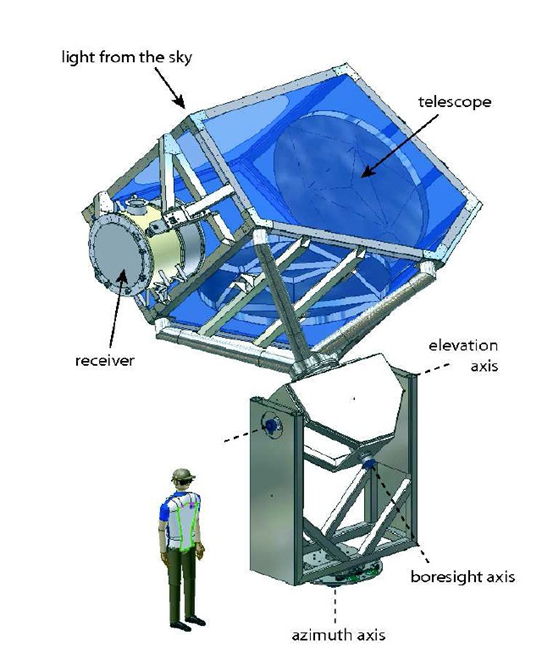 light from the sky
telescope
receiver
elevation
axis
boresight axis
azimuth axis